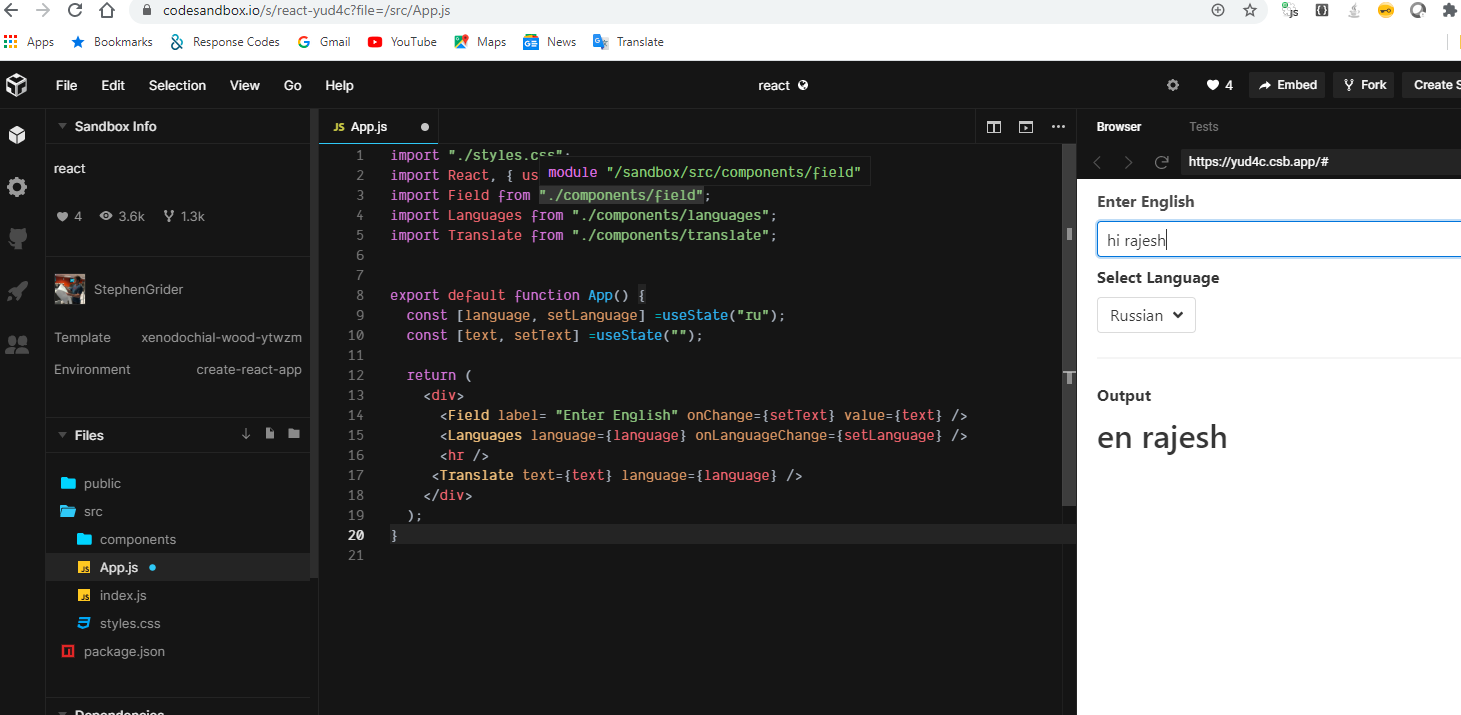 codesandbox.io/s/react-yud4c?file=/src/App.js
Apps Bookmarks Response Codes Gmail YouTube Maps News Translate
File Edit Selection View Go Help
react
4 Embed Fork Create S
Sandbox Info
react
4 3.6k 1.3k
StephenGrider
Template xenodochial-wood-ytwzm
Environment create-react-app
Files
public
src
components
App.js
index.js
styles.css
package.json
JS App.js
module "/sandbox/src/components/field"
1 import "./styles.css";
2 import React, { us
3 import Field from "./components/field";
4 import Languages from "./components/languages";
5 import Translate from "./components/translate";
6
7
8 export default function App() {
9 const [language, setLanguage] =useState("ru");
10 const [text, setText] =useState("");
11
12 return (
13 <div>
14 <Field label= "Enter English" onChange={setText} value={text} />
15 <Languages language={language} onLanguageChange={setLanguage} />
16 <hr />
17 <Translate text={text} language={language} />
18 </div>
19 );
20 }
21
Browser Tests
https://yud4c.csb.app/#
Enter English
hi rajesh
Select Language
Russian
Output
en rajesh